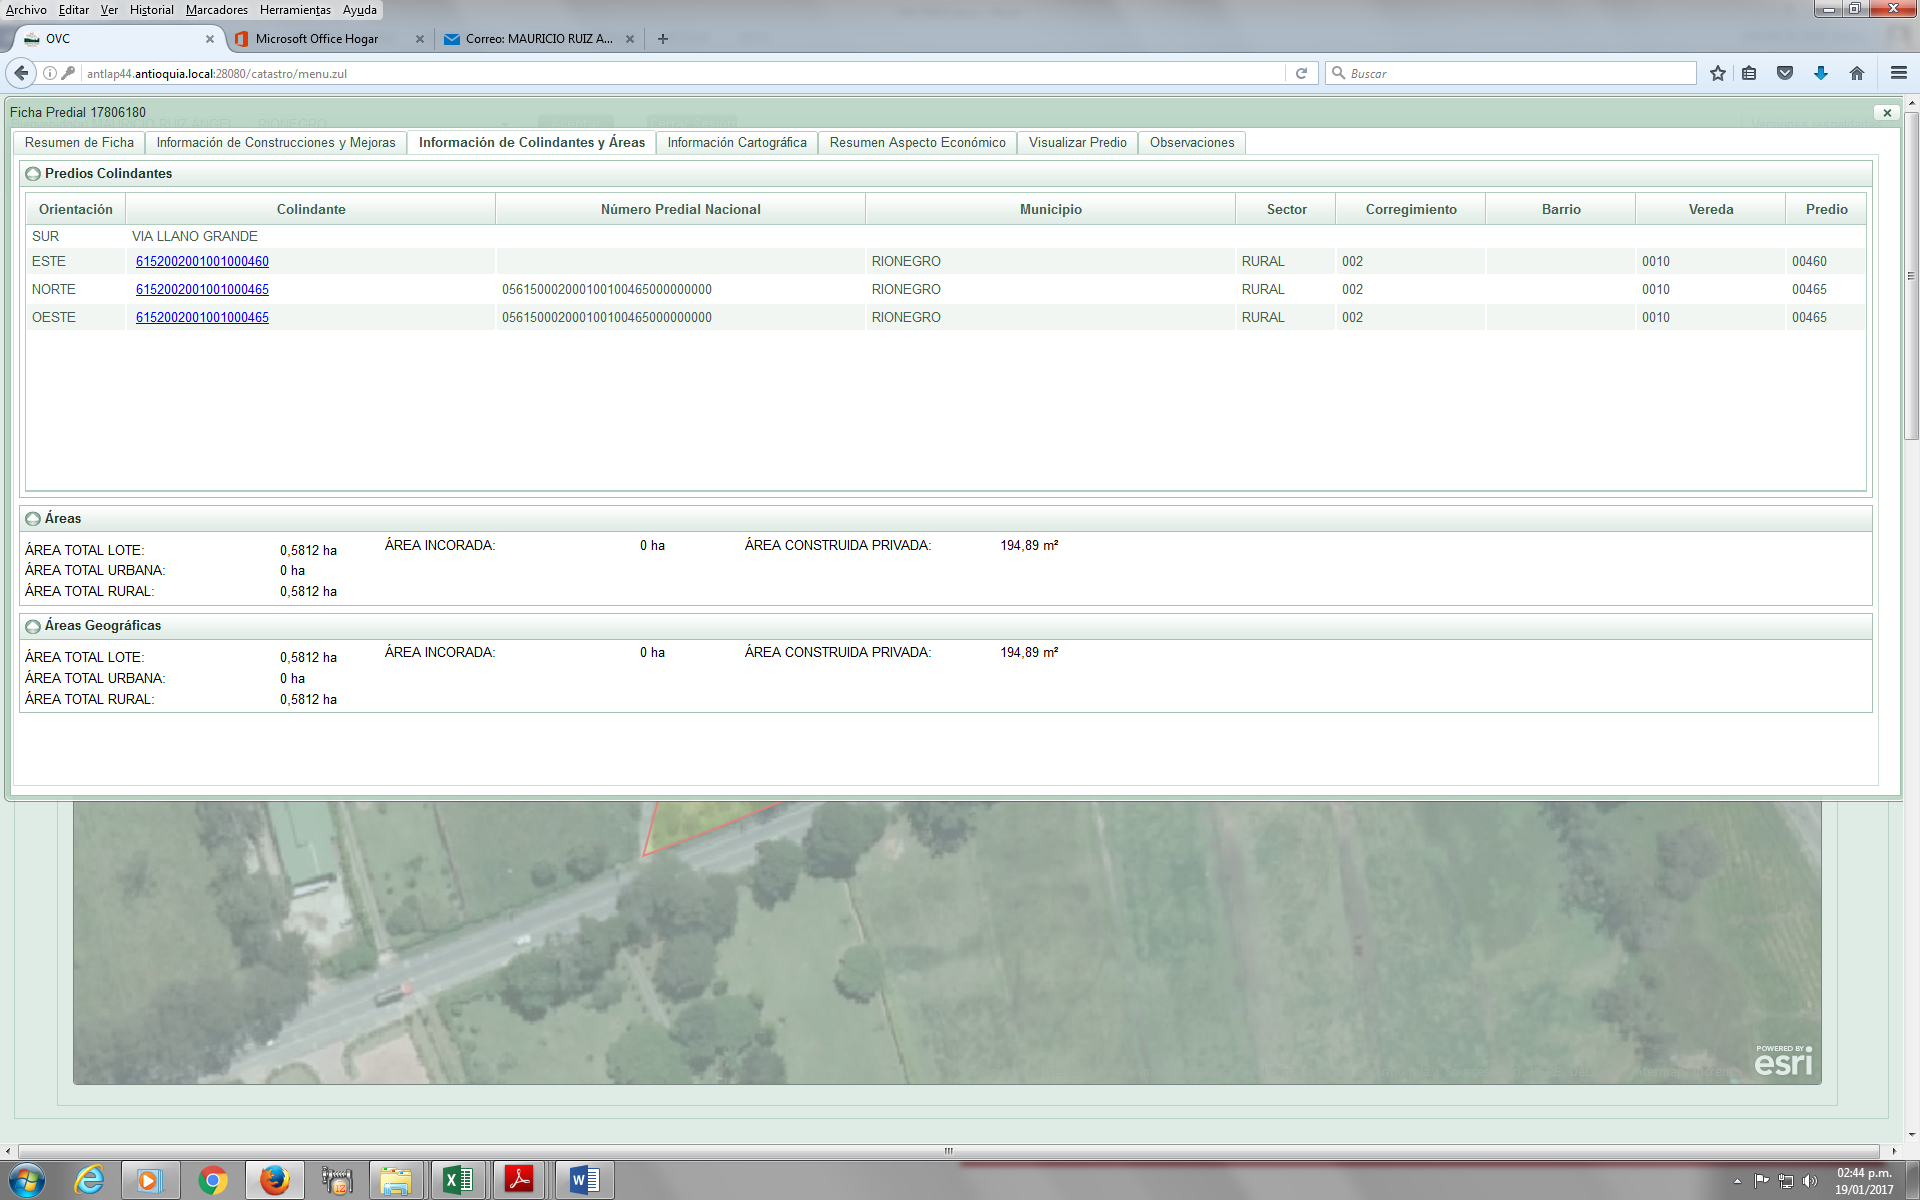 Archivo Editar Ver Historial Marcadores Herramientas Ayuda
OVC
Microsoft Office Hogar
Correo: MAURICIO RUIZ A...
antlap44.antioquia.local:28080/catastro/menu.zul
Buscar
Ficha Predial 17806180
Resumen de Ficha Información de Construcciones y Mejoras Información de Colindantes y Áreas Información Cartográfica Resumen Aspecto Económico Visualizar Predio Observaciones
Predios Colindantes
Orientación Colindante Número Predial Nacional Municipio Sector Corregimiento Barrio Vereda Predio
SUR VIA LLANO GRANDE
ESTE 6152002001001000460 RIONEGRO RURAL 002 0010 00460
NORTE 6152002001001000465 056150002000100100465000000000 RIONEGRO RURAL 002 0010 00465
OESTE 6152002001001000465 056150002000100100465000000000 RIONEGRO RURAL 002 0010 00465
Áreas
ÁREA TOTAL LOTE: 0,5812 ha ÁREA INCORADA: 0 ha ÁREA CONSTRUIDA PRIVADA: 194,89 m²
ÁREA TOTAL URBANA: 0 ha
ÁREA TOTAL RURAL: 0,5812 ha
Áreas Geográficas
ÁREA TOTAL LOTE: 0,5812 ha ÁREA INCORADA: 0 ha ÁREA CONSTRUIDA PRIVADA: 194,89 m²
ÁREA TOTAL URBANA: 0 ha
ÁREA TOTAL RURAL: 0,5812 ha
POWERED BY
esri
02:44 p.m.
19/01/2017